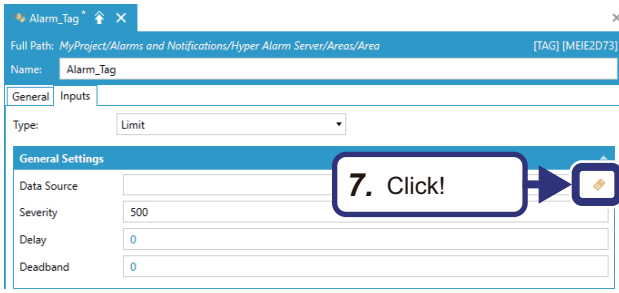 Alarm_Tag*
Full Path: MyProject/Alarms and Notifications/Hyper Alarm Server/Areas/Area [TAG] [MEIE2D73]
Name: Alarm_Tag
General Inputs
Type: Limit
General Settings
Data Source
7. Click!
Severity 500
Delay 0
Deadband 0